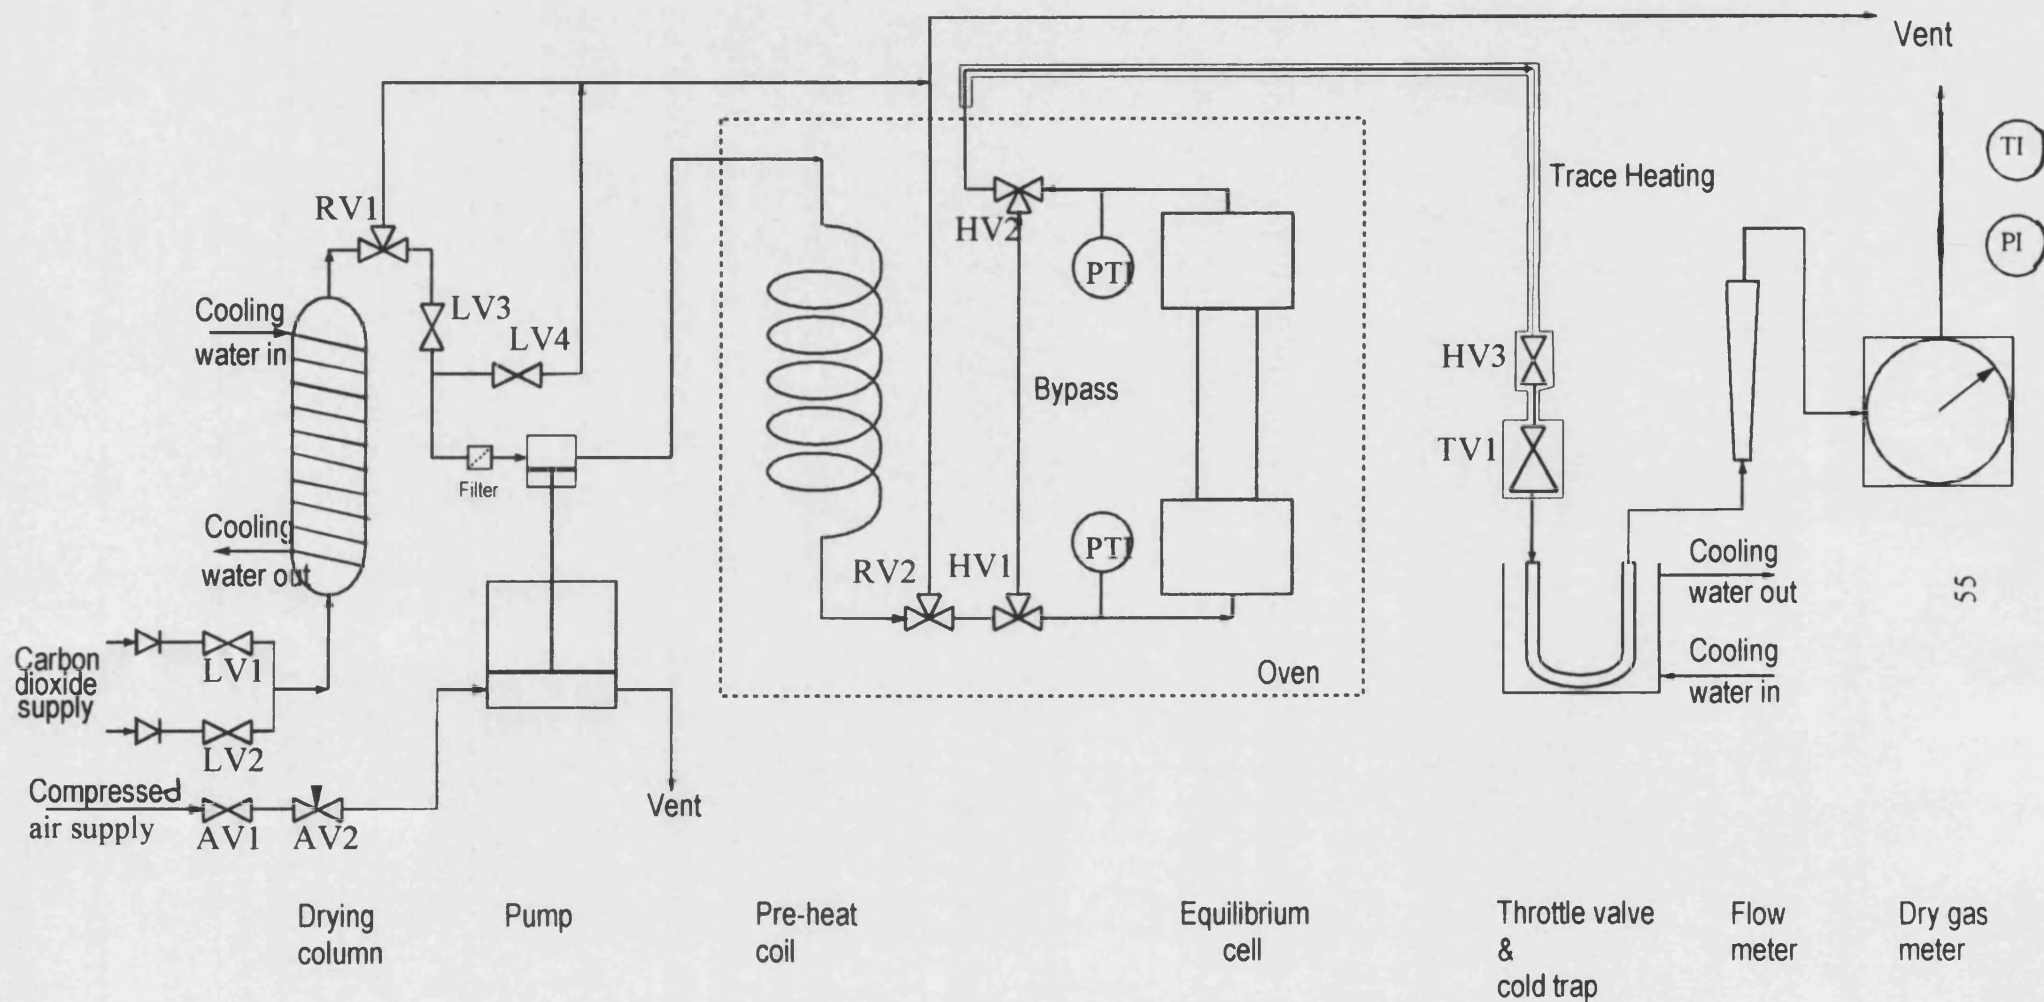 Vent
TI
Trace Heating
RV1
HV2
PI
PTI
Cooling
water in
LV3
LV4
HV3
Bypass
TV1
Filter
Cooling
water out
PTI
RV2
HV1
Cooling
water out
55
Carbon
dioxide
supply
LV1
Oven
Cooling
water in
LV2
Compressed
air supply
AV1
AV2
Vent
Drying
column
Pump
Pre-heat
coil
Equilibrium
cell
Throttle valve
&
cold trap
Flow
meter
Dry gas
meter